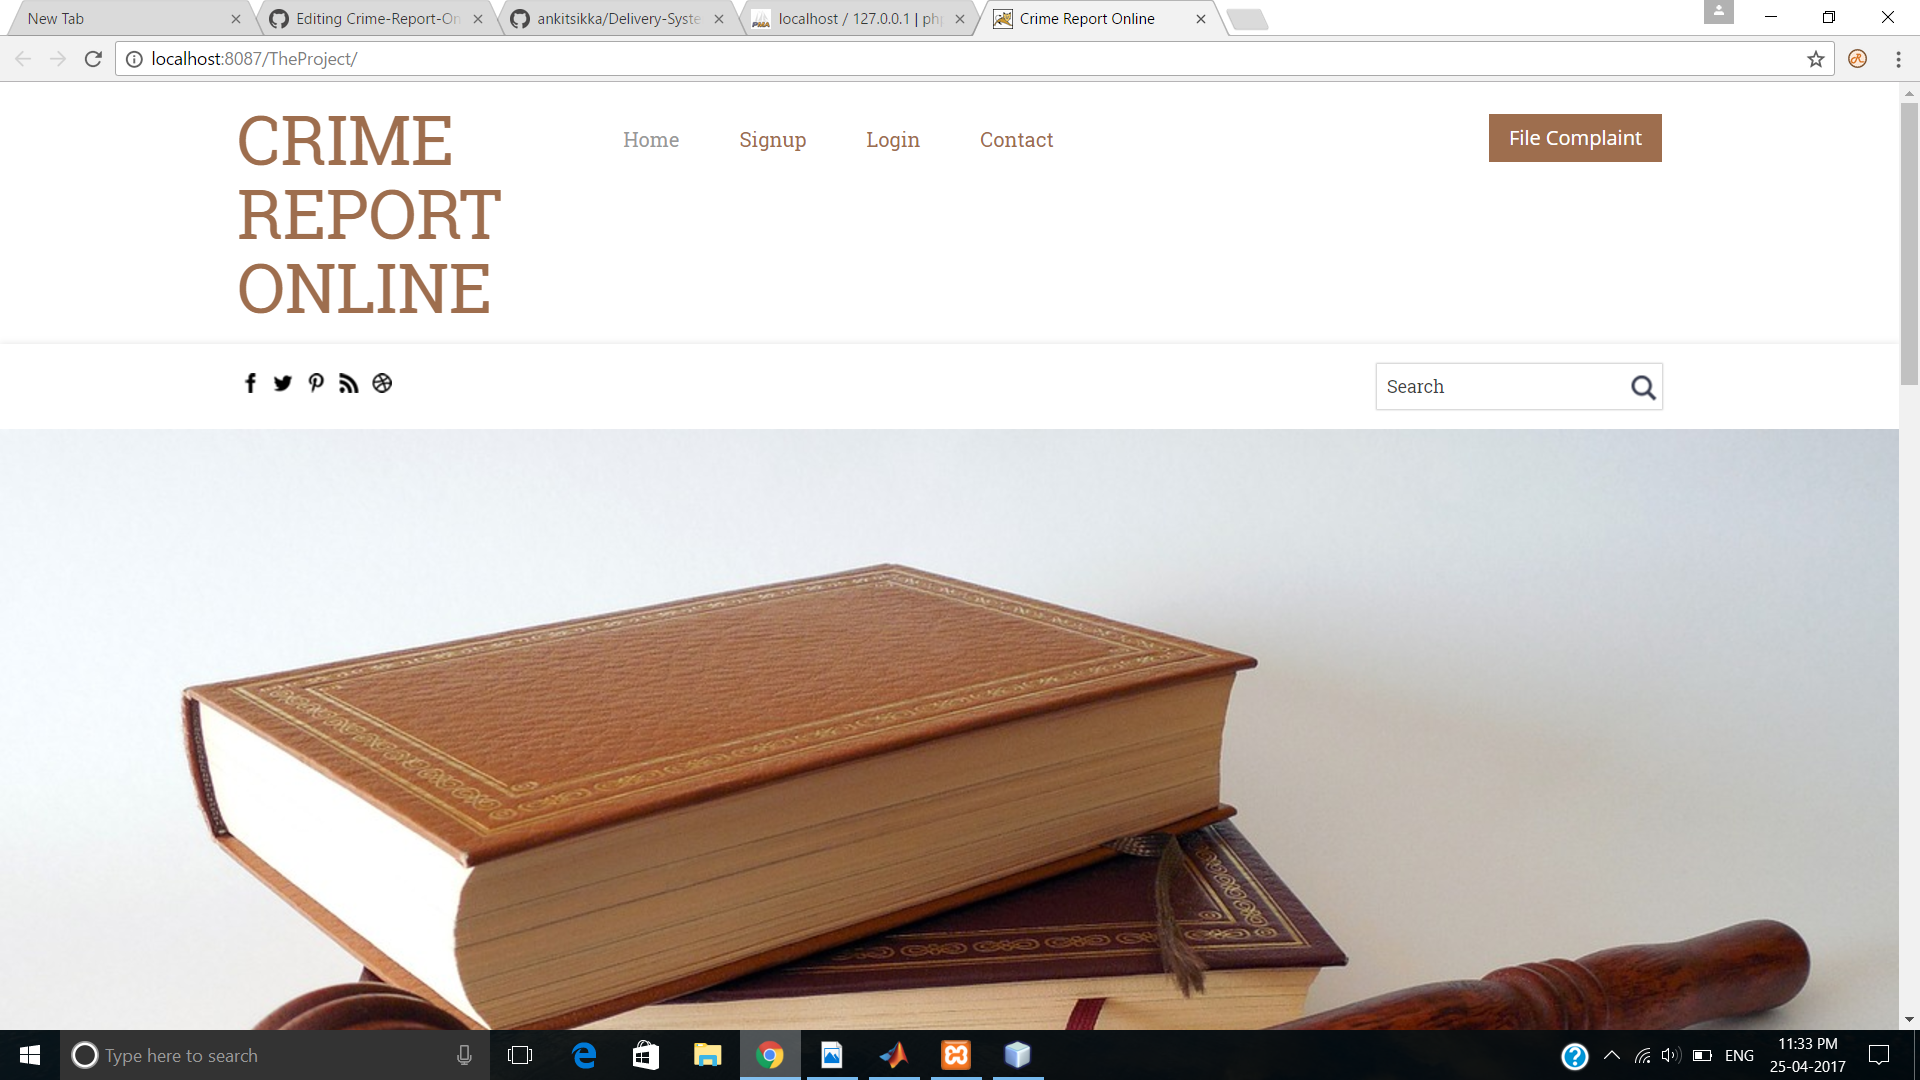 New Tab
Editing Crime-Report-On
ankitsikka/Delivery-Syste
localhost / 127.0.0.1 | ph
Crime Report Online
localhost:8087/TheProject/
CRIME
REPORT
ONLINE
Home
Signup
Login
Contact
File Complaint
Search
Type here to search
ENG
11:33 PM
25-04-2017